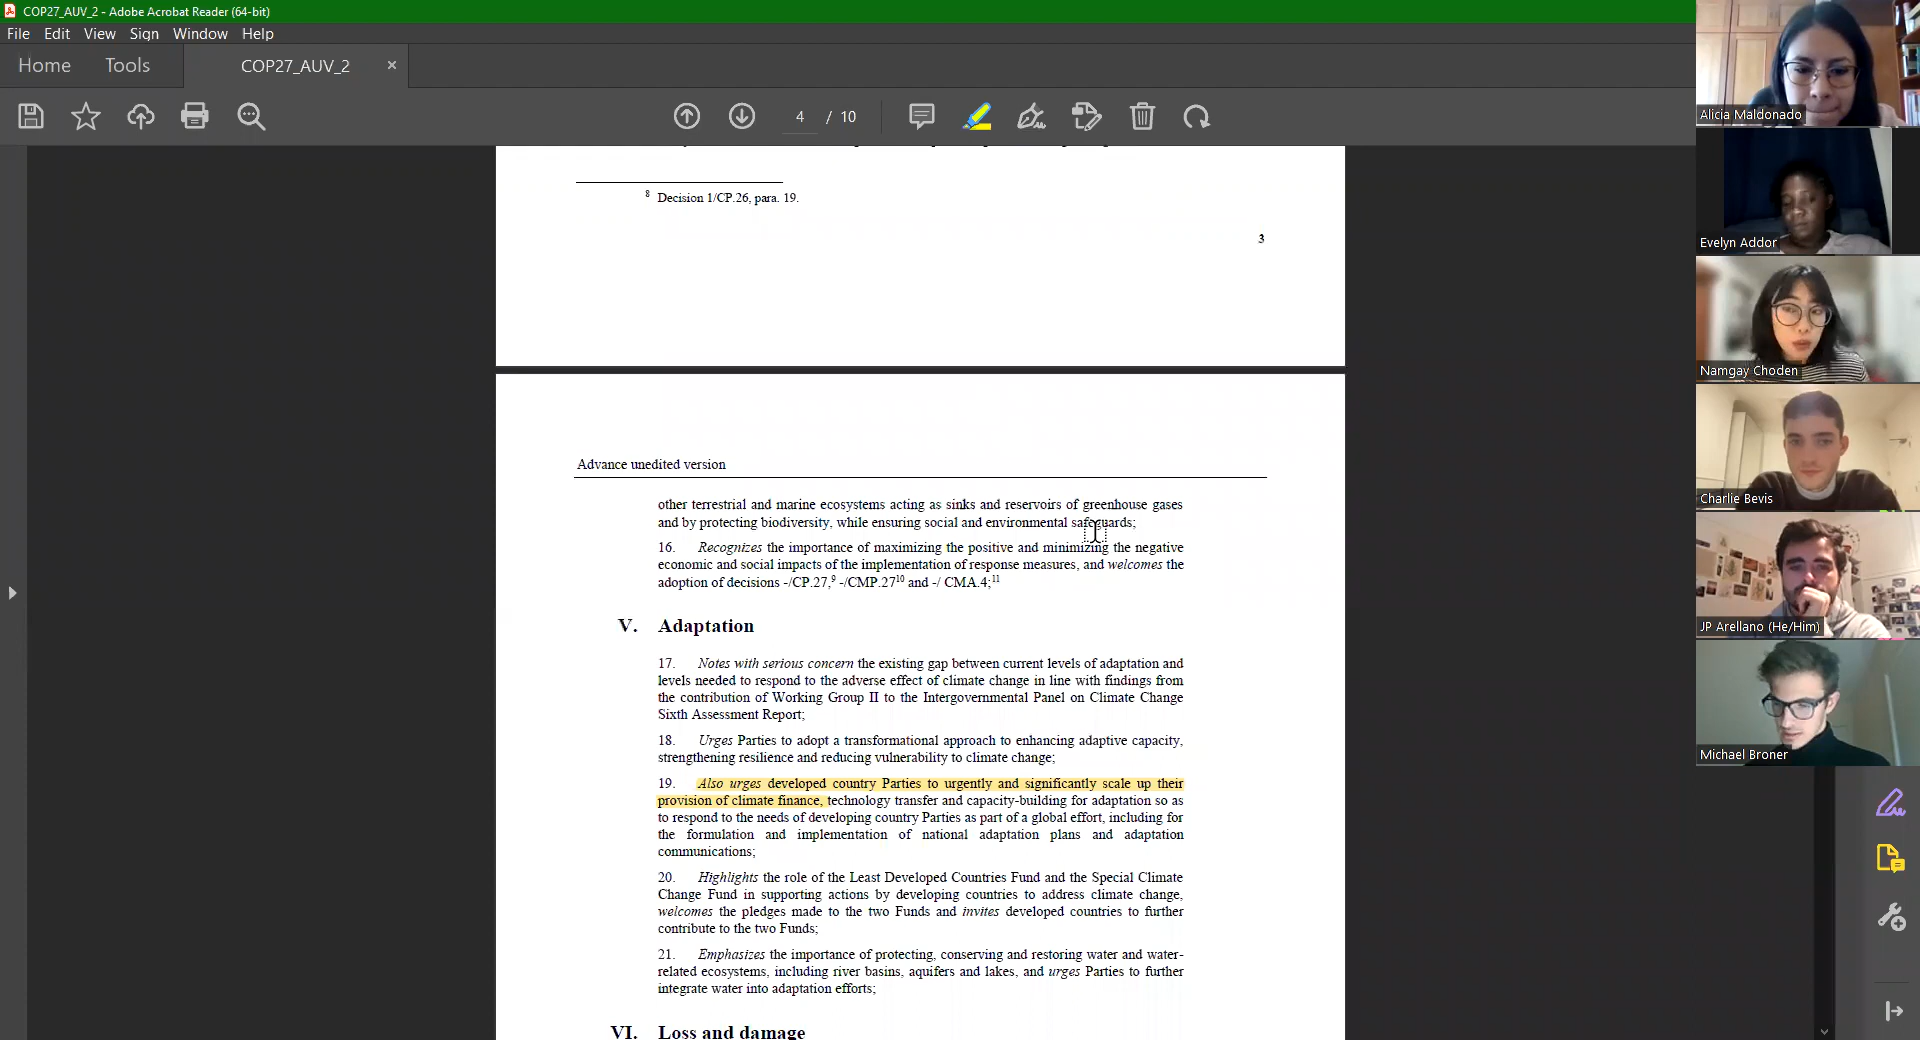 COP27_AUV_2 - Adobe Acrobat Reader (64-bit)
File Edit View Sign Window Help
Home Tools COP27_AUV_2 ×
4 / 10
8 Decision 1/CP.26, para. 19.
3
Advance unedited version
other terrestrial and marine ecosystems acting as sinks and reservoirs of greenhouse gases
and by protecting biodiversity, while ensuring social and environmental safeguards;
16. Recognizes the importance of maximizing the positive and minimizing the negative
economic and social impacts of the implementation of response measures, and welcomes the
adoption of decisions -/CP.27,9 -/CMP.2710 and -/ CMA.4;11
V. Adaptation
17. Notes with serious concern the existing gap between current levels of adaptation and
levels needed to respond to the adverse effect of climate change in line with findings from
the contribution of Working Group II to the Intergovernmental Panel on Climate Change
Sixth Assessment Report;
18. Urges Parties to adopt a transformational approach to enhancing adaptive capacity,
strengthening resilience and reducing vulnerability to climate change;
19. Also urges developed country Parties to urgently and significantly scale up their
provision of climate finance, technology transfer and capacity-building for adaptation so as
to respond to the needs of developing country Parties as part of a global effort, including for
the formulation and implementation of national adaptation plans and adaptation
communications;
20. Highlights the role of the Least Developed Countries Fund and the Special Climate
Change Fund in supporting actions by developing countries to address climate change,
welcomes the pledges made to the two Funds and invites developed countries to further
contribute to the two Funds;
21. Emphasizes the importance of protecting, conserving and restoring water and water-
related ecosystems, including river basins, aquifers and lakes, and urges Parties to further
integrate water into adaptation efforts;
VI. Loss and damage
Alicia Maldonado
Evelyn Addor
Namgay Choden
Charlie Bevis
JP Arellano (He/Him)
Michael Broner